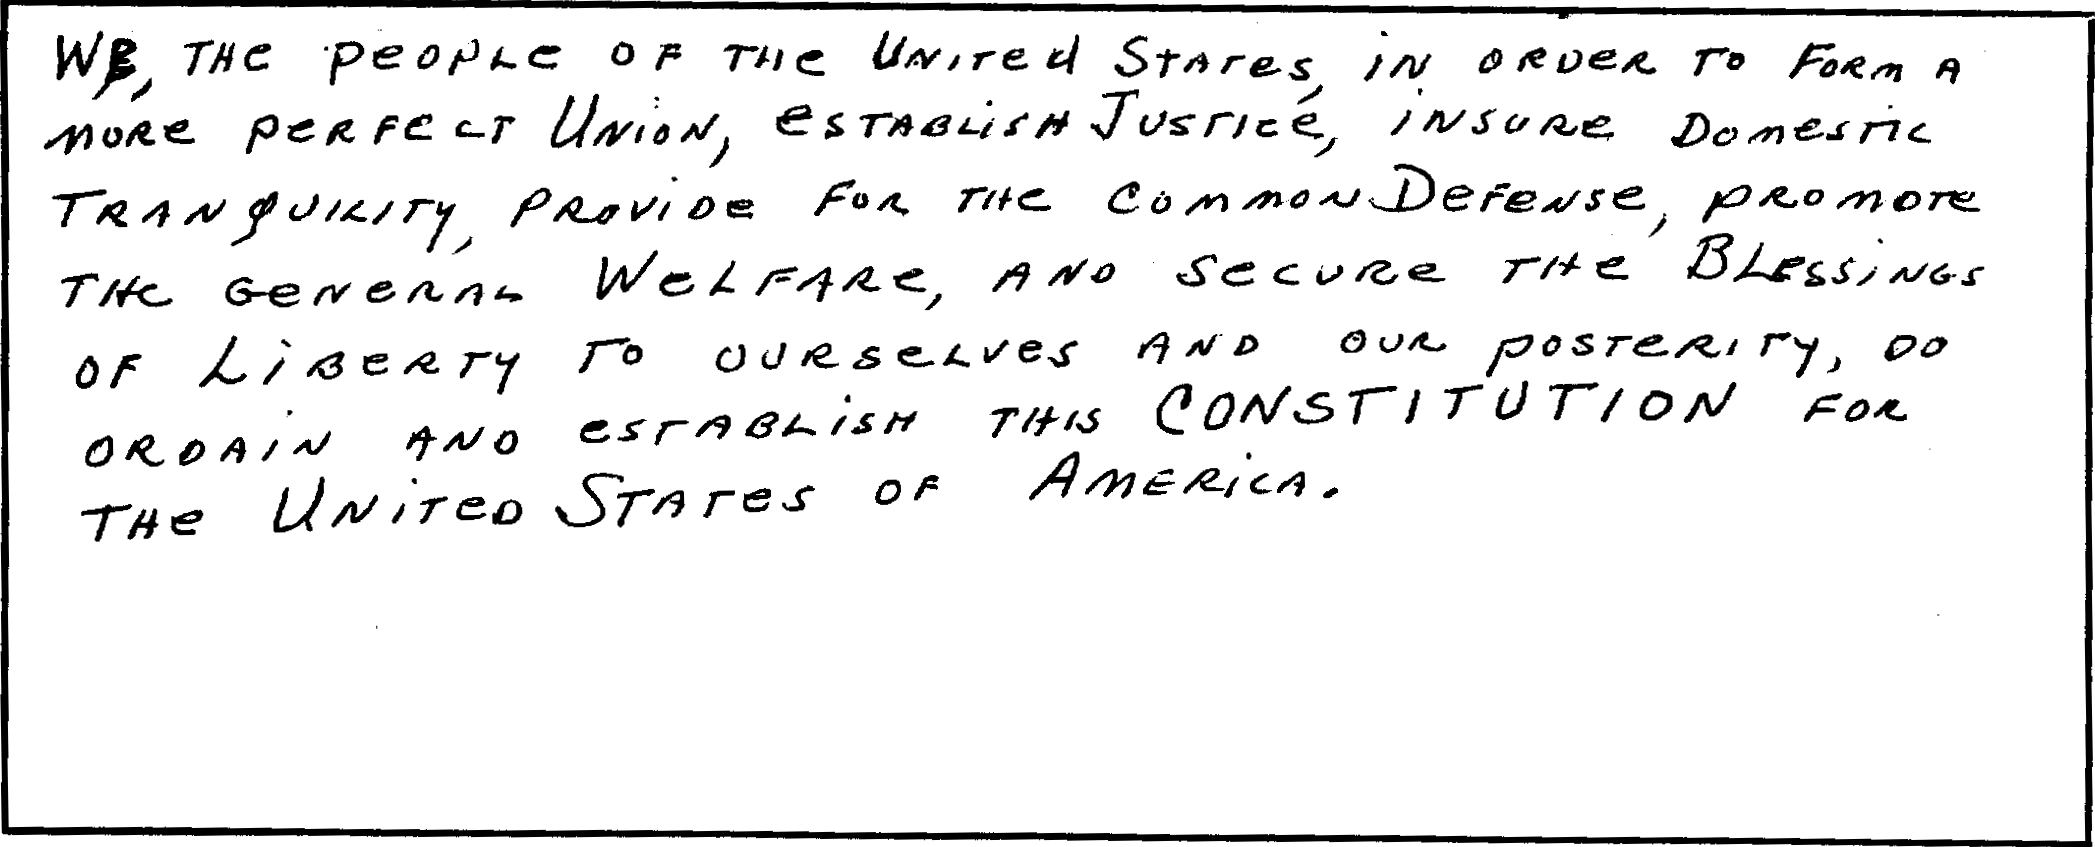 We, the people of the United States, in order to form a
more perfect Union, establish Justice, insure Domestic
Tranquility, provide for the common Defense, promote
the general Welfare, and secure the Blessings
of Liberty to ourselves and our posterity, do
ordain and establish this CONSTITUTION for
the United States of America.